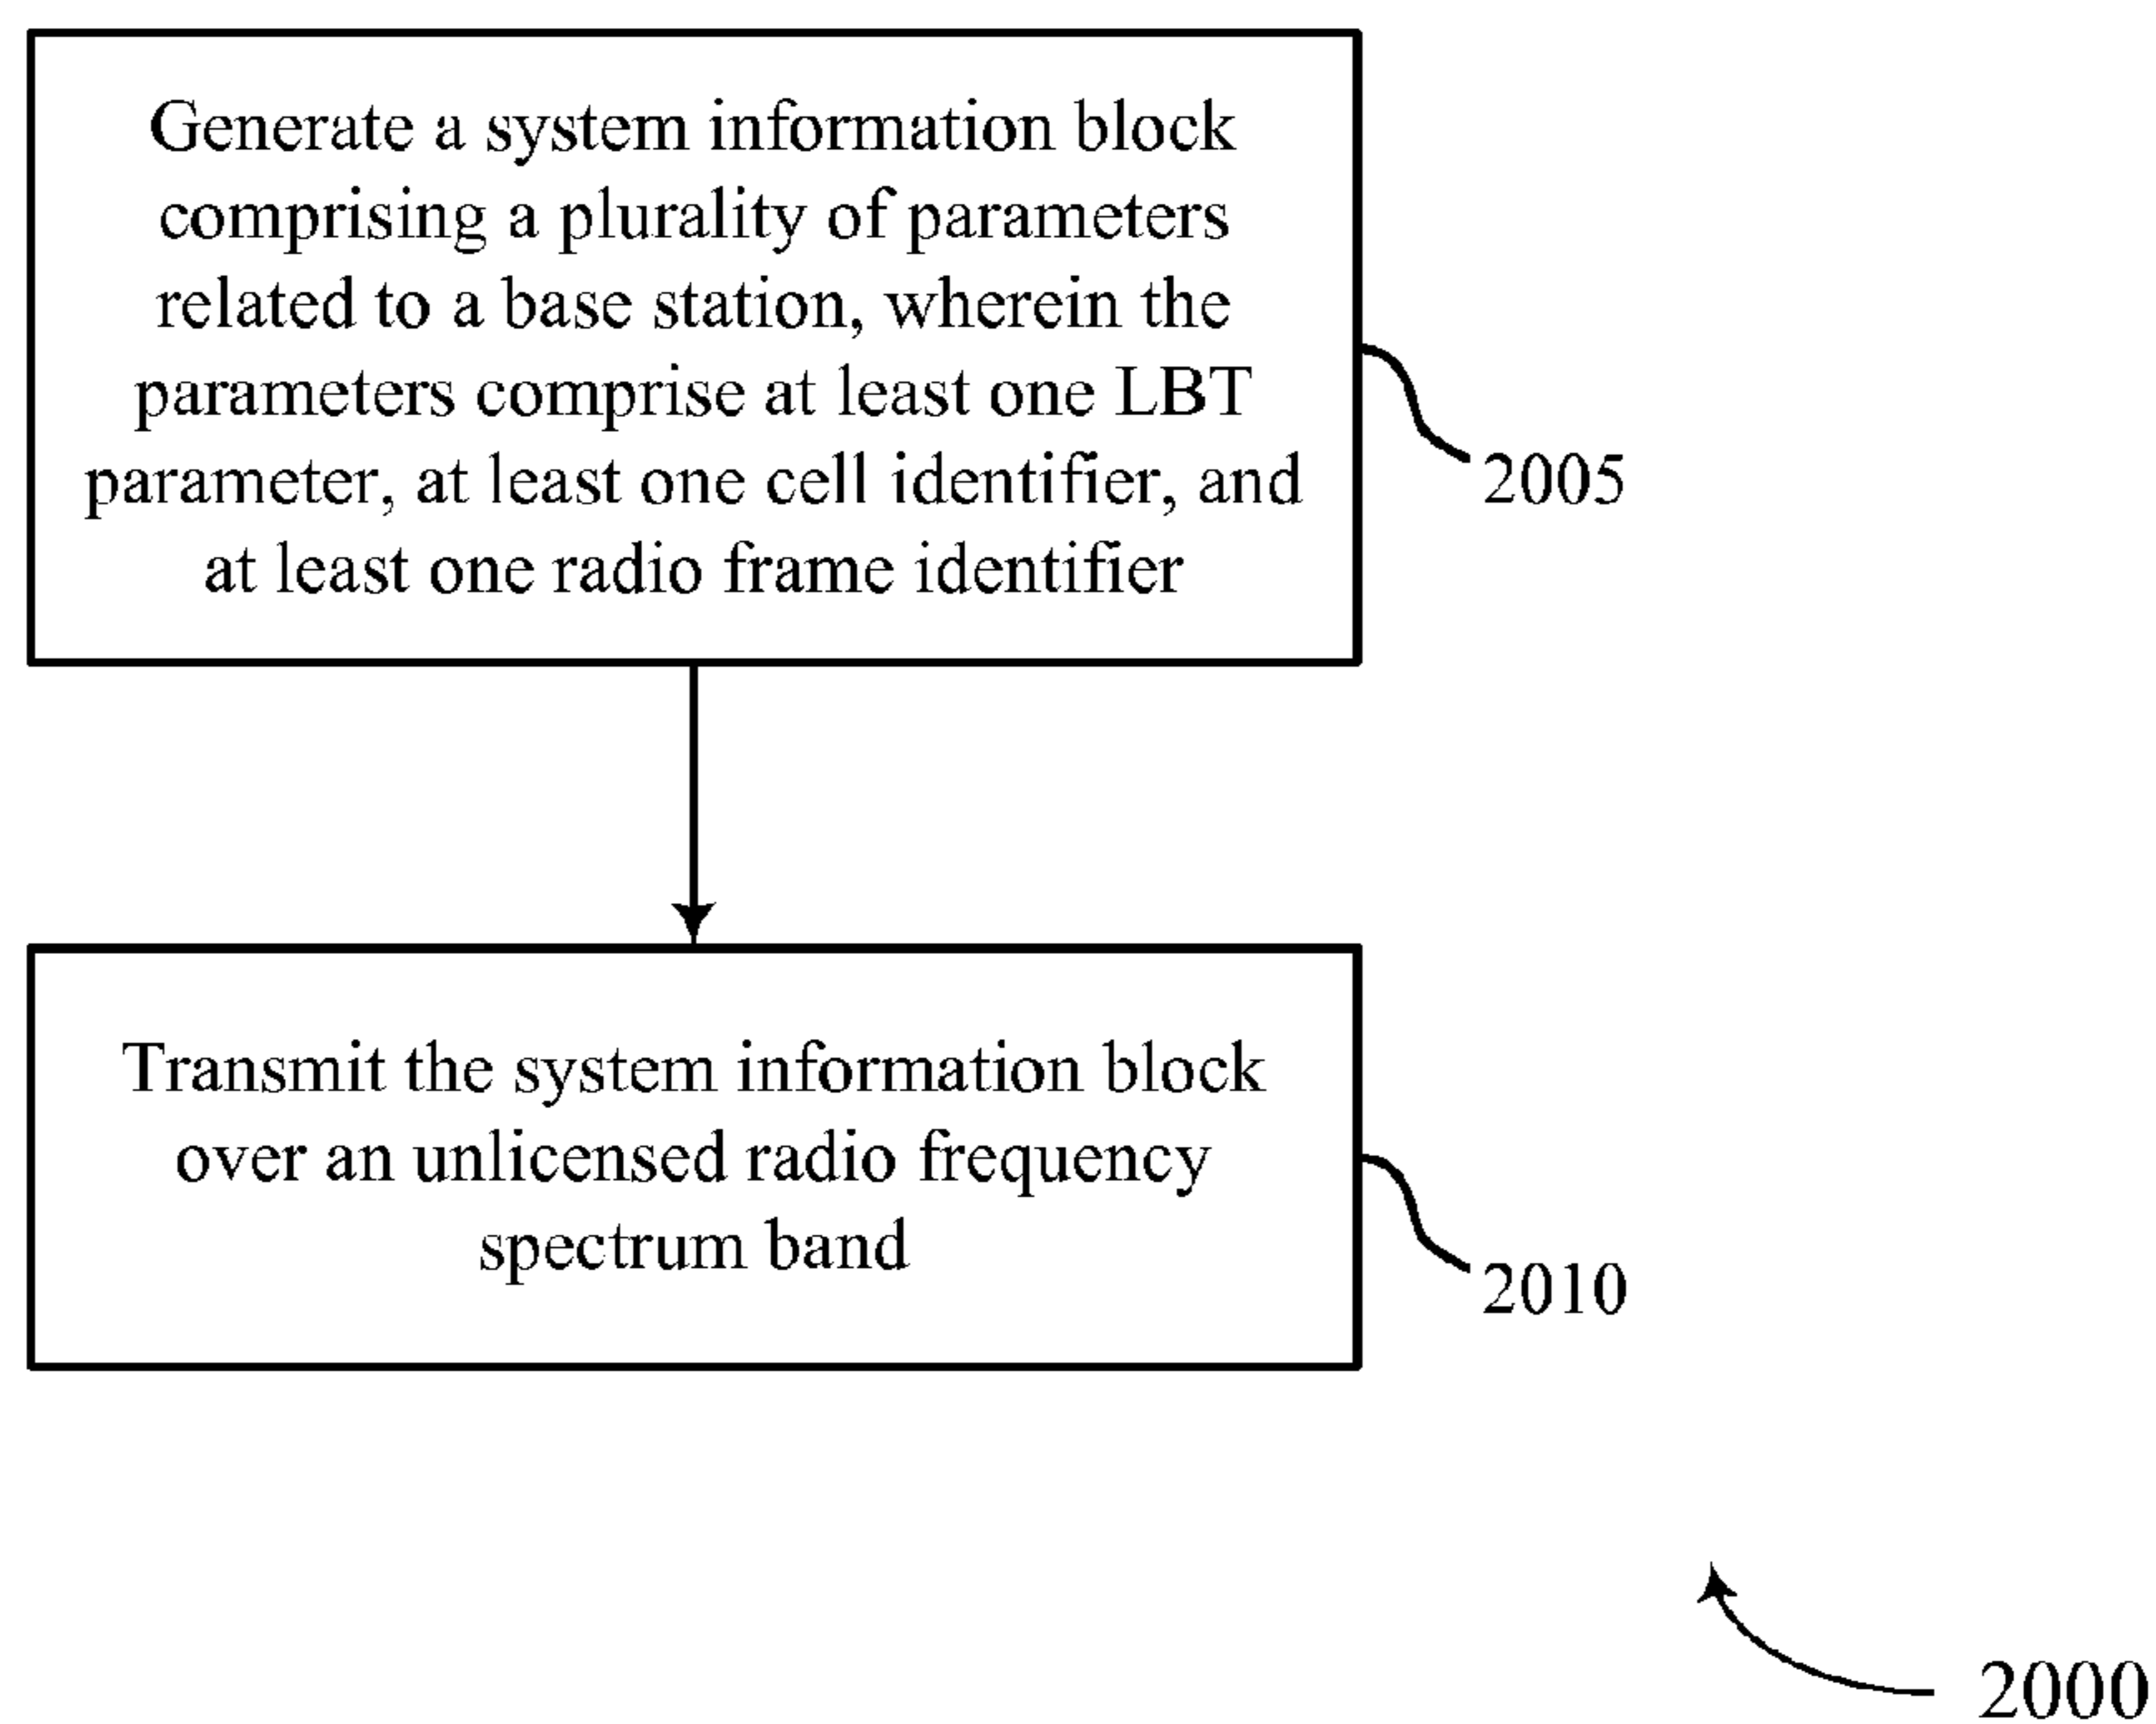 Generate a system information block
comprising a plurality of parameters
related to a base station, wherein the
parameters comprise at least one LBT
parameter, at least one cell identifier, and
at least one radio frame identifier
2005
Transmit the system information block
over an unlicensed radio frequency
spectrum band
2010
2000